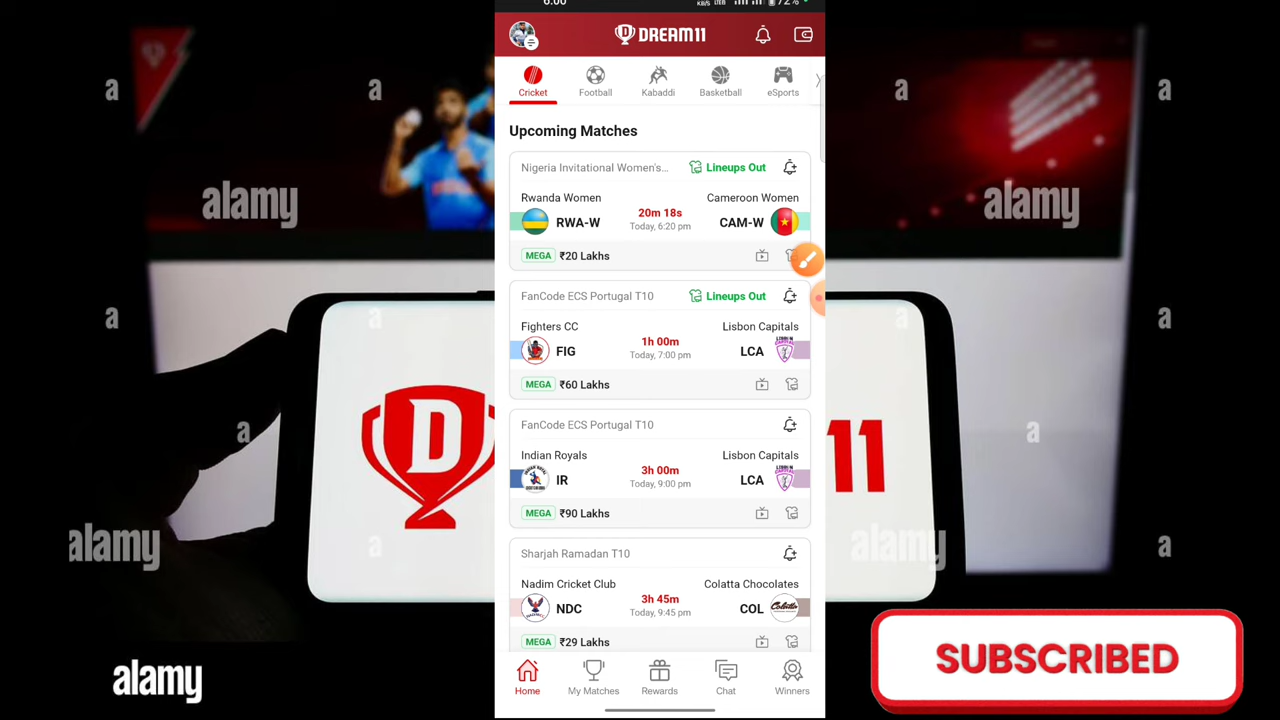 6:00
KB/S
72%
DREAM11
Cricket
Football
Kabaddi
Basketball
eSports
Upcoming Matches
Nigeria Invitational Women's...
Lineups Out
Rwanda Women
Cameroon Women
RWA-W
20m 18s
CAM-W
Today, 6:20 pm
MEGA ₹20 Lakhs
FanCode ECS Portugal T10
Lineups Out
Fighters CC
Lisbon Capitals
FIG
1h 00m
LCA
Today, 7:00 pm
MEGA ₹60 Lakhs
FanCode ECS Portugal T10
Indian Royals
Lisbon Capitals
IR
3h 00m
LCA
Today, 9:00 pm
MEGA ₹90 Lakhs
Sharjah Ramadan T10
Nadim Cricket Club
Colatta Chocolates
NDC
3h 45m
COL
Today, 9:45 pm
MEGA ₹29 Lakhs
Home
My Matches
Rewards
Chat
Winners
a
a
a
a
alamy
alamy
a
a
a
D
11
a
a
alamy
a
alamy
a
alamy
SUBSCRIBED